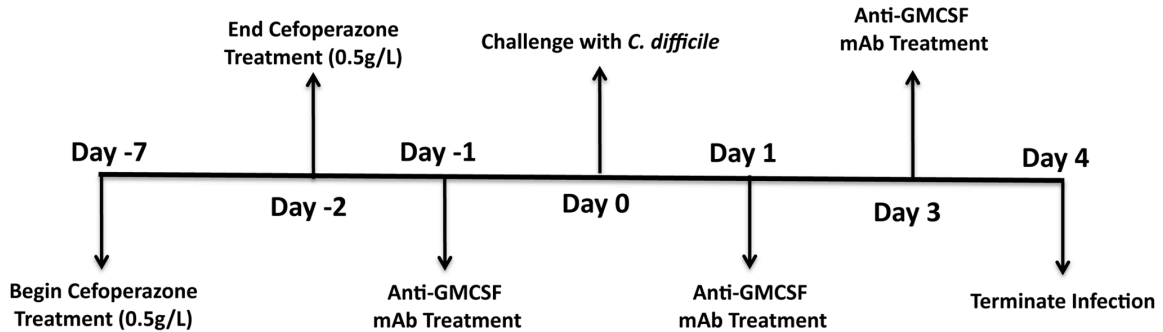 End Cefoperazone
Treatment (0.5g/L)
Challenge with C. difficile
Anti-GMCSF
mAb Treatment
Day -7
Day -1
Day 1
Day 4
Day -2
Day 0
Day 3
Begin Cefoperazone
Treatment (0.5g/L)
Anti-GMCSF
mAb Treatment
Anti-GMCSF
mAb Treatment
Terminate Infection